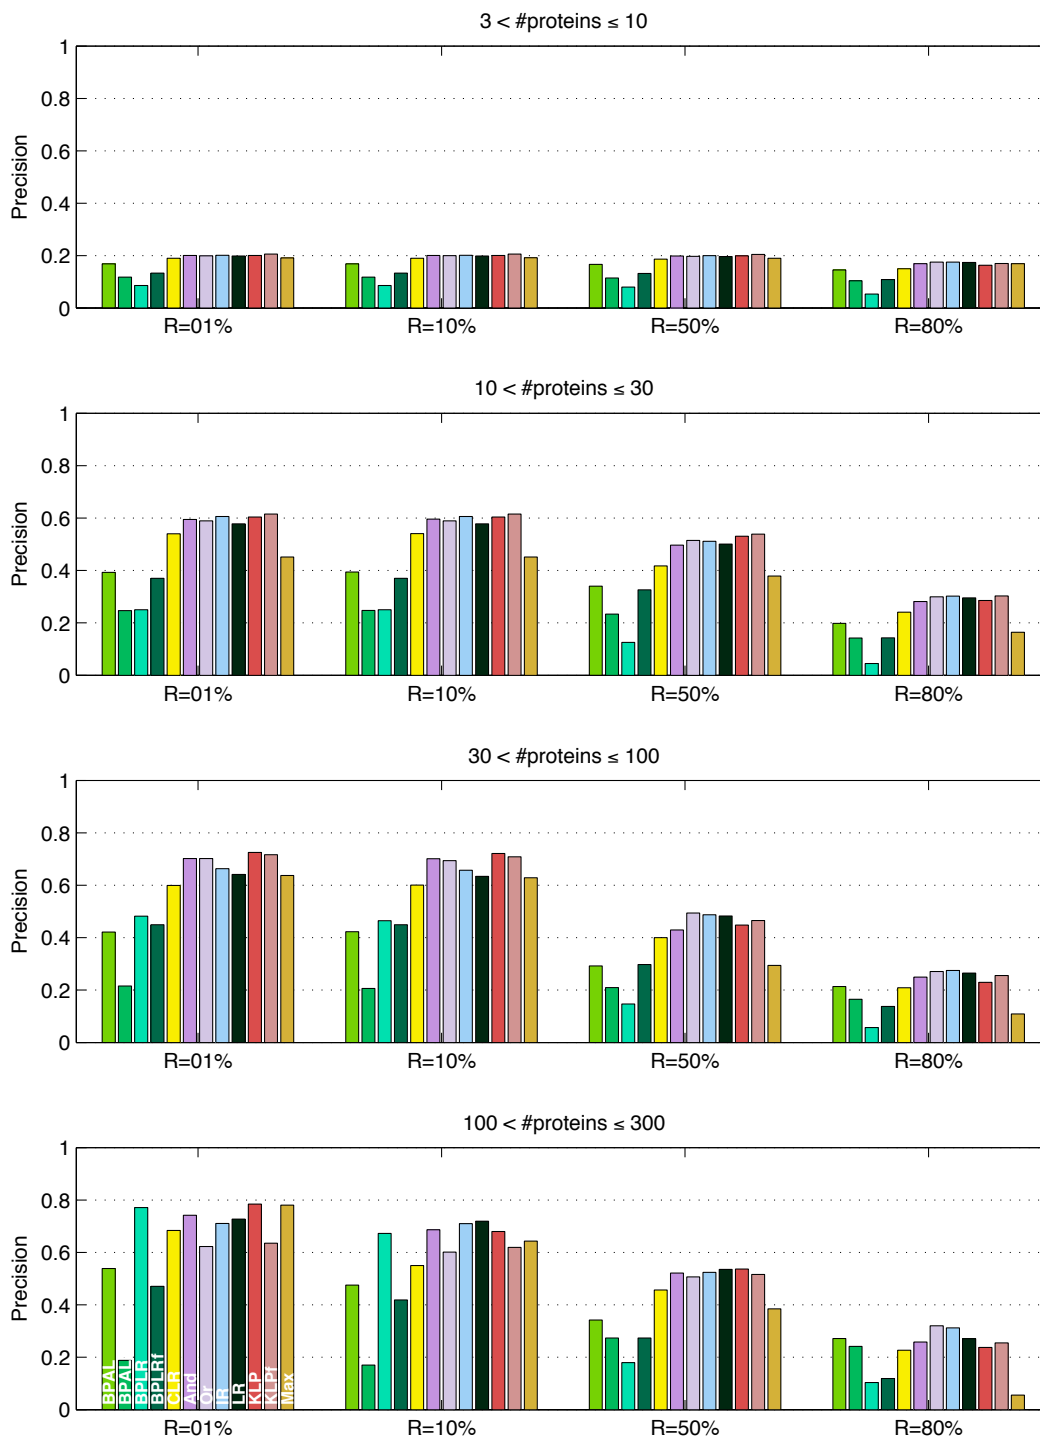 3 < #proteins ≤ 10
1
0.8
0.6
0.4
0.2
0
Precision
R=01%
R=10%
R=50%
R=80%
10 < #proteins ≤ 30
1
0.8
0.6
0.4
0.2
0
Precision
R=01%
R=10%
R=50%
R=80%
30 < #proteins ≤ 100
1
0.8
0.6
0.4
0.2
0
Precision
R=01%
R=10%
R=50%
R=80%
100 < #proteins ≤ 300
1
0.8
0.6
0.4
0.2
0
Precision
BPAL
BPAL
BPLR
BPLRf
CLR
And
Or
IR
LR
KLP
KLPf
Max
R=01%
R=10%
R=50%
R=80%